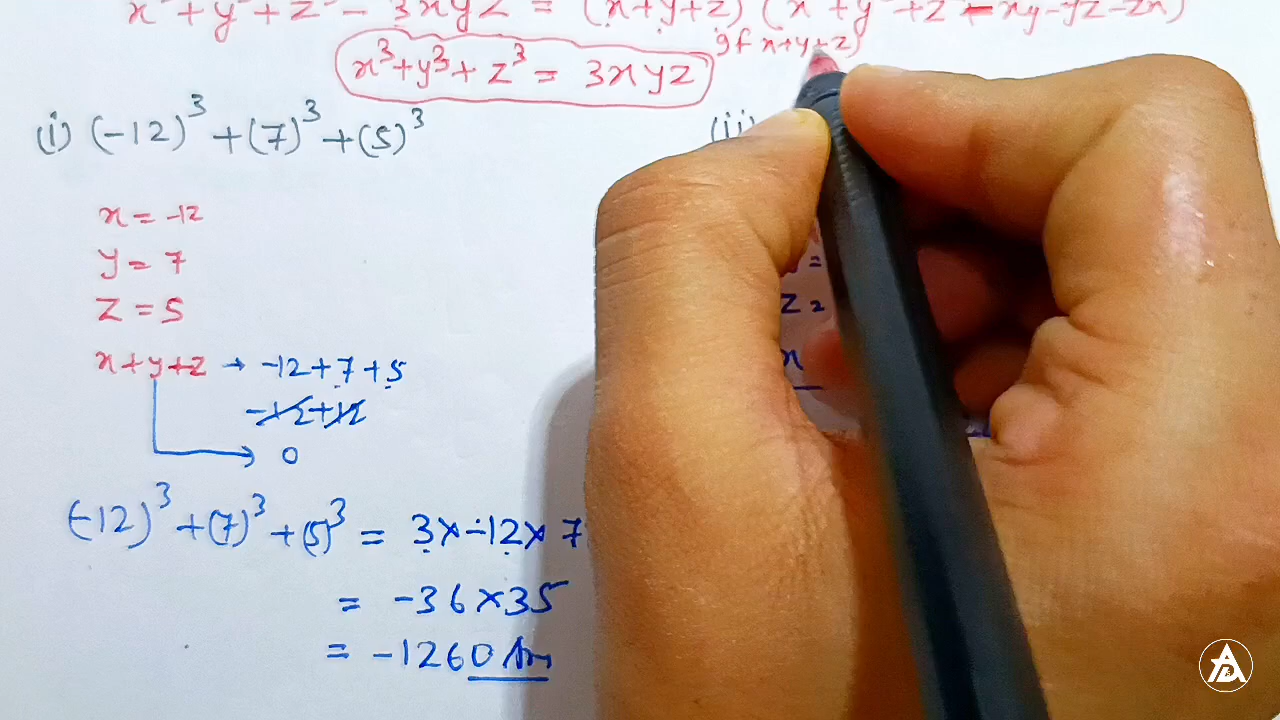 x³+y³+z³ - 3xyz = (x+y+z) (x²+y²+z²-xy-yz-zx)
x³+y³+z³ = 3xyz
If x+y+z
(i) (-12)³ + (7)³ + (5)³
(ii)
x = -12
y = 7
z = 5
x+y+z → -12+7+5
-12+12
0
(-12)³ + (7)³ + (5)³ = 3×-12×7
= -36×35
= -1260 Ans
z =
x